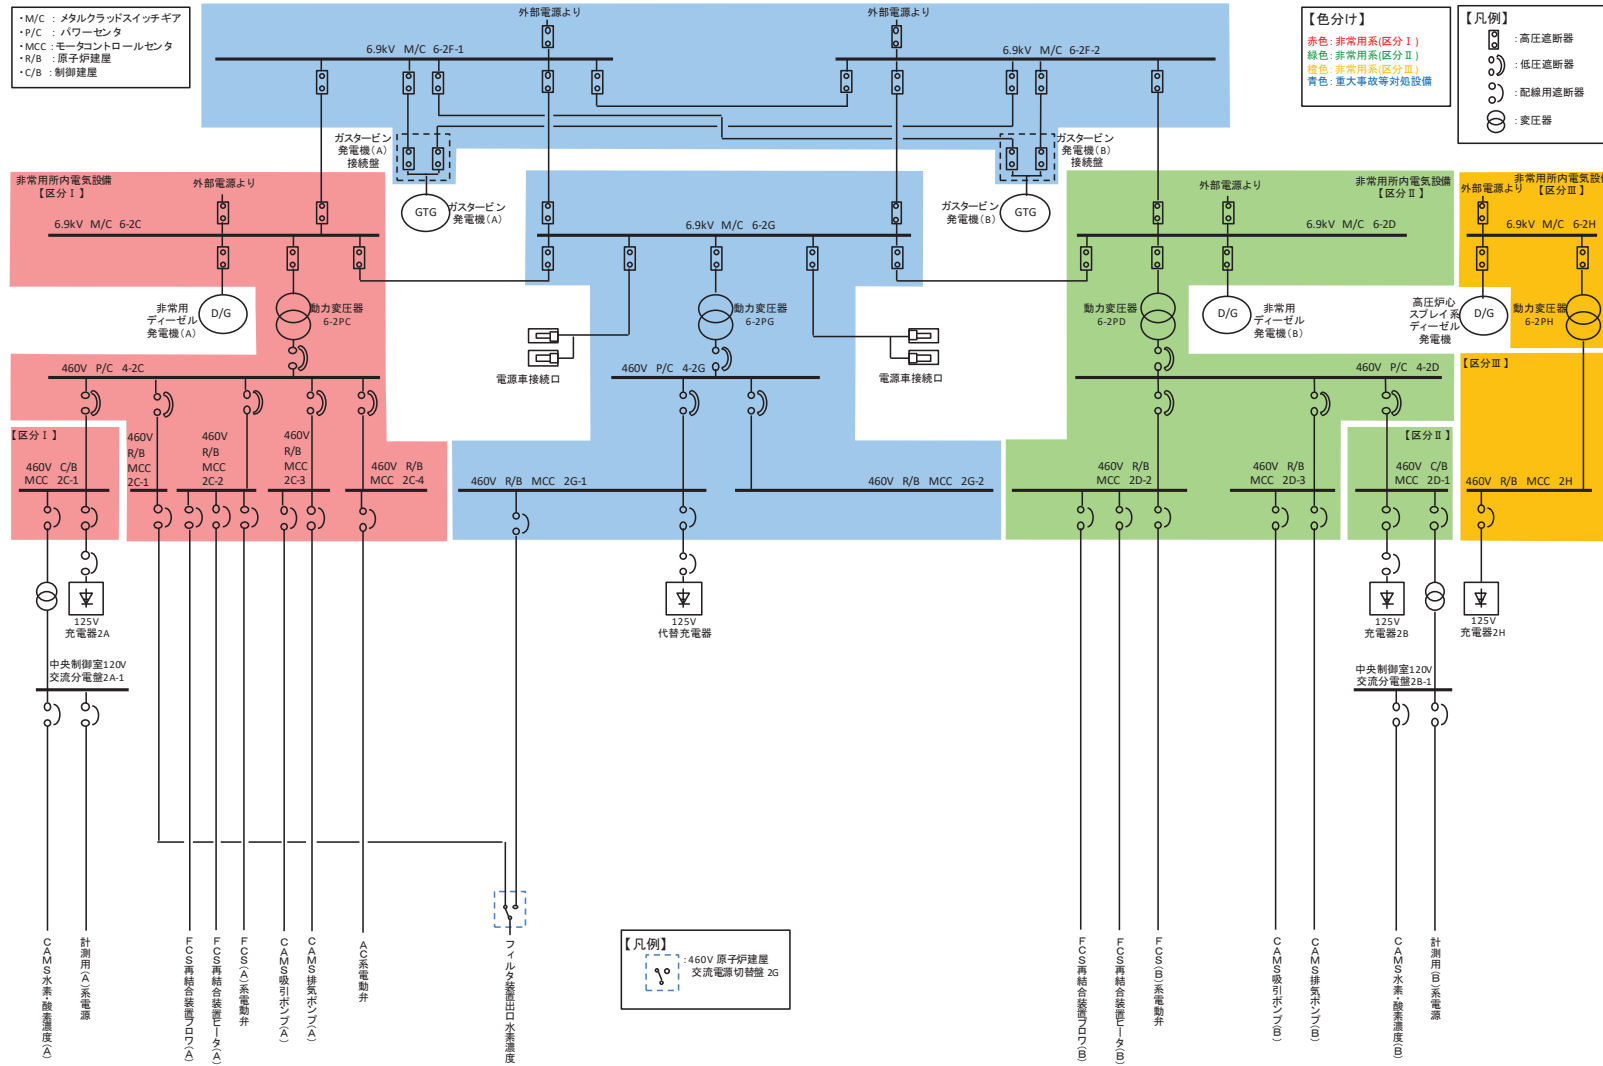 ・M/C ： メタルクラッドスイッチギア
・P/C ： パワーセンタ
・MCC ：モータコントロールセンタ
・R/B ：原子炉建屋
・C/B ：制御建屋
外部電源より
外部電源より
6.9kV M/C 6-2F-1
6.9kV M/C 6-2F-2
【色分け】
赤色：非常用系(区分Ⅰ)
緑色：非常用系(区分Ⅱ)
橙色：非常用系(区分Ⅲ)
青色：重大事故等対処設備
【凡例】
：高圧遮断器
：低圧遮断器
：配線用遮断器
：変圧器
ガスタービン
発電機(A)
接続盤
ガスタービン
発電機(B)
接続盤
GTG
ガスタービン
発電機(A)
ガスタービン
発電機(B)
GTG
非常用所内電気設備
【区分Ⅰ】
外部電源より
6.9kV M/C 6-2C
6.9kV M/C 6-2G
外部電源より
非常用所内電気設備
【区分Ⅱ】
6.9kV M/C 6-2D
外部電源より
非常用所内電気設備
【区分Ⅲ】
6.9kV M/C 6-2H
非常用
ディーゼル
発電機(A)
D/G
動力変圧器
6-2PC
動力変圧器
6-2PG
動力変圧器
6-2PD
D/G
非常用
ディーゼル
発電機(B)
高圧炉心
スプレイ系
ディーゼル
発電機
D/G
動力変圧器
6-2PH
電源車接続口
電源車接続口
460V P/C 4-2C
460V P/C 4-2G
460V P/C 4-2D
【区分Ⅲ】
【区分Ⅰ】
460V C/B
MCC 2C-1
460V
R/B
MCC
2C-1
460V
R/B
MCC
2C-2
460V
R/B
MCC
2C-3
460V R/B
MCC 2C-4
460V R/B MCC 2G-1
460V R/B MCC 2G-2
460V R/B
MCC 2D-2
460V R/B
MCC 2D-3
【区分Ⅱ】
460V C/B
MCC 2D-1
460V R/B MCC 2H
125V
充電器2A
125V
代替充電器
125V
充電器2B
125V
充電器2H
中央制御室120V
交流分電盤2A-1
中央制御室120V
交流分電盤2B-1
CAMS水素・酸素濃度(A)
計測用(A)系電源
FCS再結合装置ブロワ(A)
FCS再結合装置ヒータ(A)
FCS(A)系電動弁
CAMS吸引ポンプ(A)
CAMS排気ポンプ(A)
AC系電動弁
フィルタ装置出口水素濃度
【凡例】
：460V 原子炉建屋
交流電源切替盤 2G
FCS再結合装置ブロワ(B)
FCS再結合装置ヒータ(B)
FCS(B)系電動弁
CAMS吸引ポンプ(B)
CAMS排気ポンプ(B)
CAMS水素・酸素濃度(B)
計測用(B)系電源